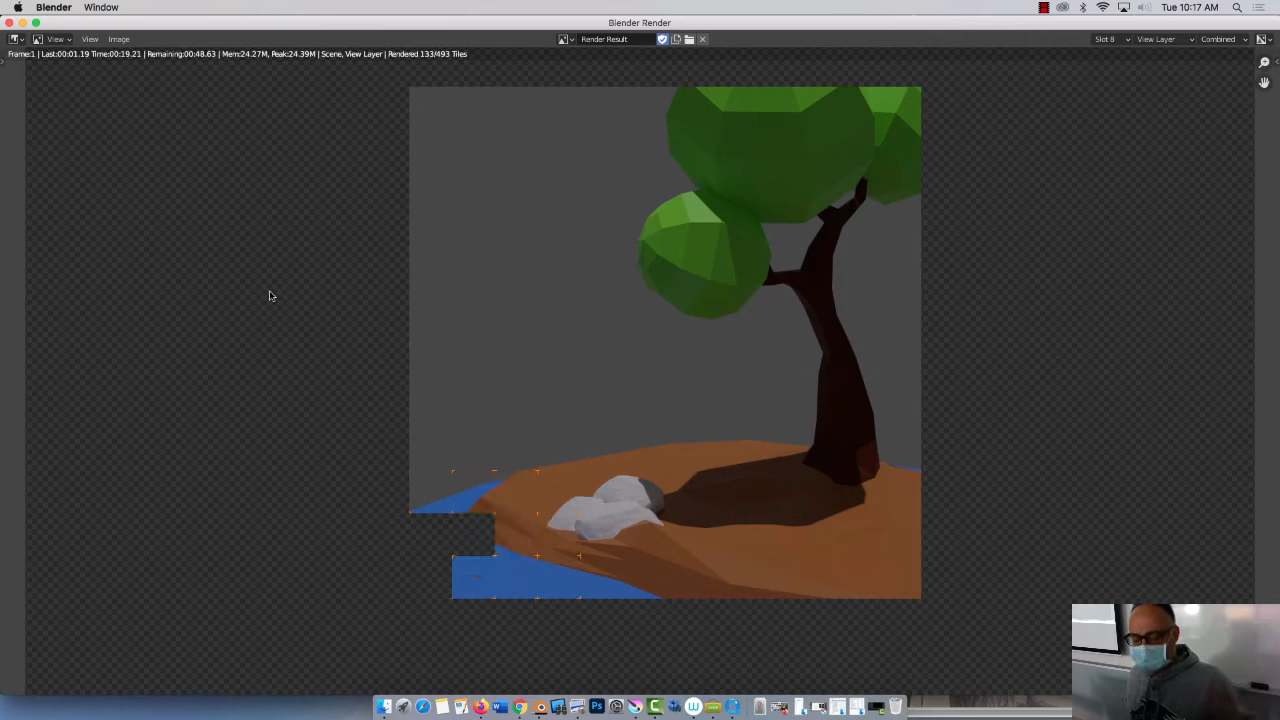 Blender Window
Tue 10:17 AM
Blender Render
View View Image
Render Result
Slot 8 View Layer Combined
Frame:1 | Last:00:01.19 Time:00:19.21 | Remaining:00:48.63 | Mem:24.27M, Peak:24.39M | Scene, View Layer | Rendered 133/493 Tiles